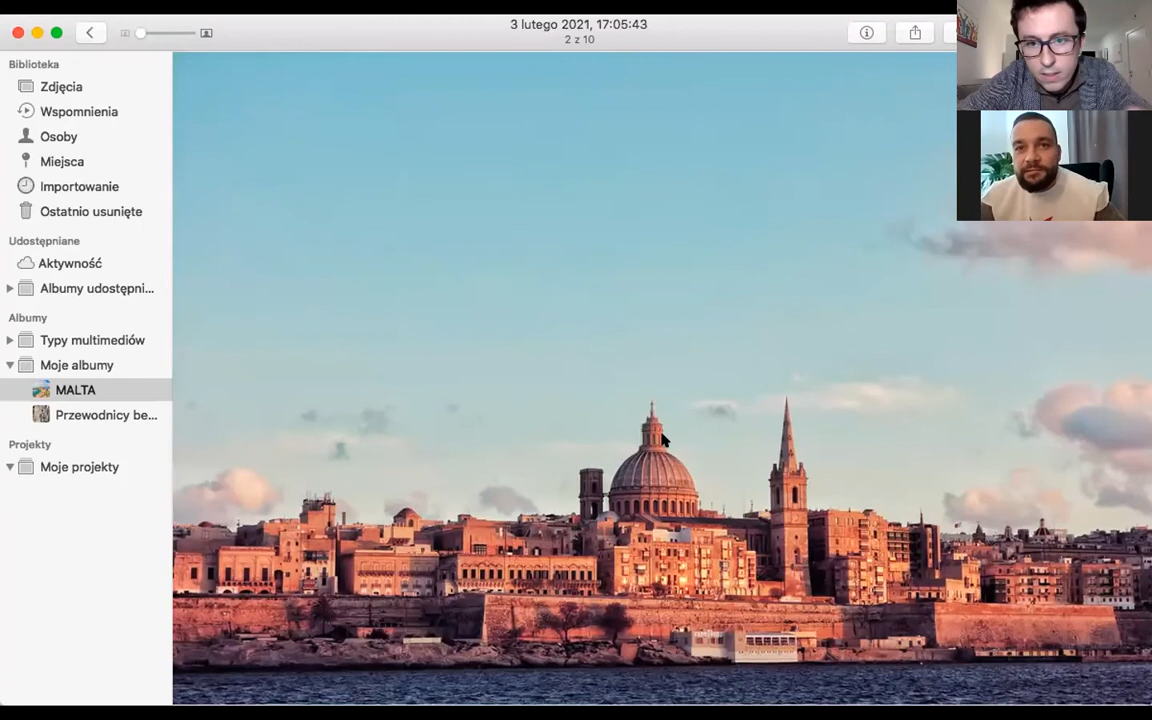 3 lutego 2021, 17:05:43
2 z 10
Biblioteka
Zdjęcia
Wspomnienia
Osoby
Miejsca
Importowanie
Ostatnio usunięte
Udostępniane
Aktywność
Albumy udostępni...
Albumy
Typy multimediów
Moje albumy
MALTA
Przewodnicy be...
Projekty
Moje projekty